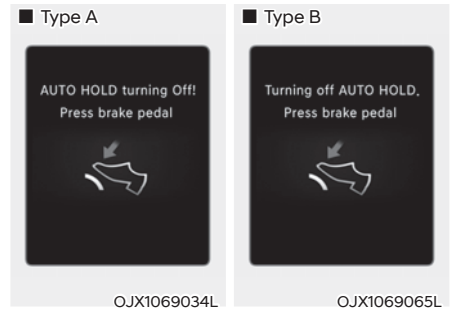 ■ Type A
AUTO HOLD turning Off!
Press brake pedal
OJX1069034L
■ Type B
Turning off AUTO HOLD.
Press brake pedal
OJX1069065L